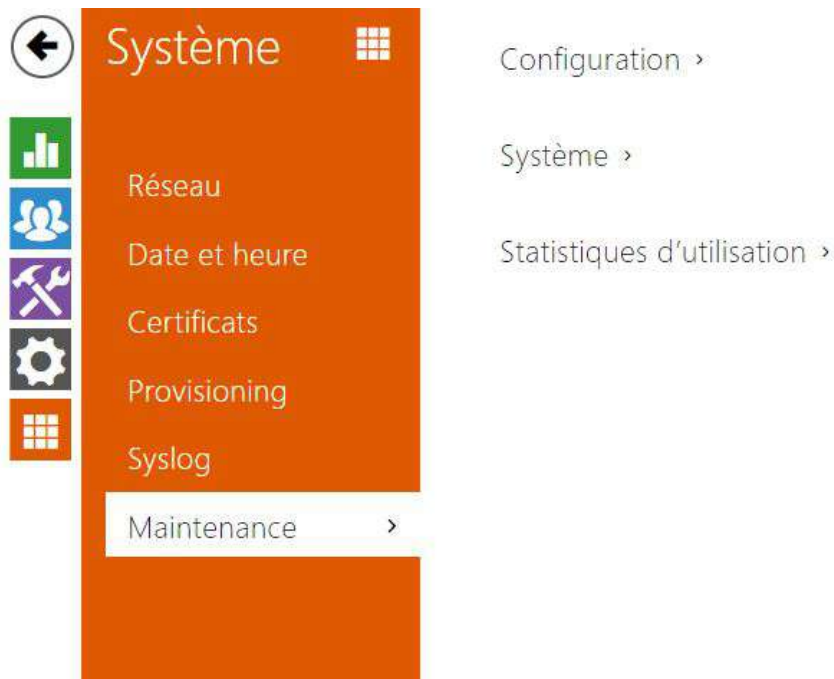 Système
Réseau
Date et heure
Certificats
Provisioning
Syslog
Maintenance ›
Configuration ›
Système ›
Statistiques d’utilisation ›